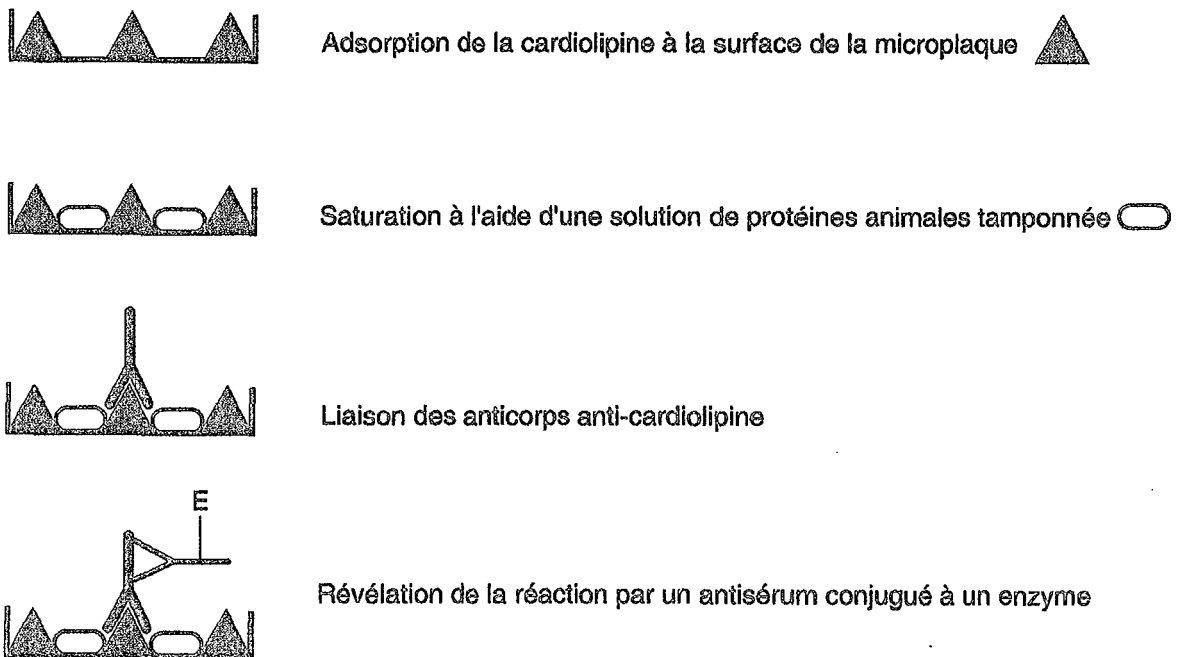 Adsorption de la cardiolipine à la surface de la microplaque
Saturation à l'aide d'une solution de protéines animales tamponnée
Liaison des anticorps anti-cardiolipine
E
Révélation de la réaction par un antisérum conjugué à un enzyme